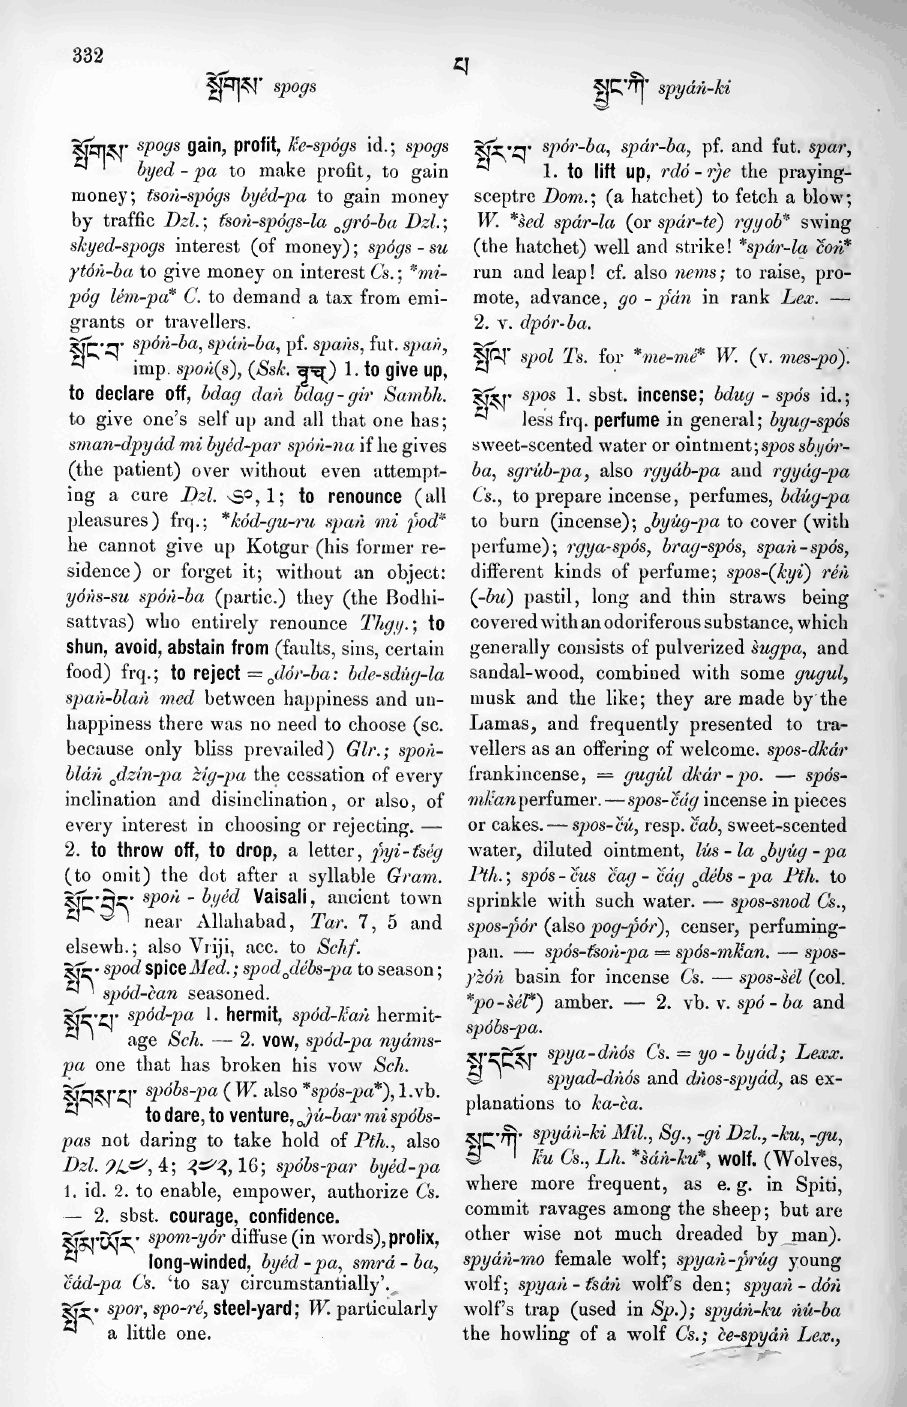 332
པ
སྤོགས་ spogs
སྤྱང་ཀི་ spyáṅ-ki
སྤོགས་ spogs gain, profit, ḱe-spógs id.; spogs
byed-pa to make profit, to gain
money; t́soṅ-spógs byéd-pa to gain money
by traffic Dzl.; t́soṅ-spógs-la ₒgró-ba Dzl.;
skyed-spogs interest (of money); spógs-su
ɣtóṅ-ba to give money on interest Cs.; *mi-
póg lém-pa* C. to demand a tax from emi-
grants or travellers.
སྤོང་བ་ spóṅ-ba, spáṅ-ba, pf. spaṅs, fut. spaṅ,
imp. spoṅ(s), (Ssk. वृच्) 1. to give up,
to declare off, bdag daṅ bdag-gir Sambh.
to give one's self up and all that one has;
sman-dpyád mi byéd-par spóṅ-na if he gives
(the patient) over without even attempt-
ing a cure Dzl. 1; to renounce (all
pleasures) frq.; *kód-gu-ru spaṅ mi ṕod*
he cannot give up Kotgur (his former re-
sidence) or forget it; without an object:
yóṅs-su spóṅ-ba (partic.) they (the Bodhi-
sattvas) who entirely renounce Thgy.; to
shun, avoid, abstain from (faults, sins, certain
food) frq.; to reject = ₒdór-ba: bde-sdúg-la
spaṅ-blaṅ med between happiness and un-
happiness there was no need to choose (sc.
because only bliss prevailed) Glr.; spoṅ-
bláṅ ₒdzin-pa žig-pa the cessation of every
inclination and disinclination, or also, of
every interest in choosing or rejecting. —
2. to throw off, to drop, a letter, ṕyi-t́ség
(to omit) the dot after a syllable Gram.
སྤོང་བྱེད་ spoṅ-byéd Vaisali, ancient town
near Allahabad, Tar. 7, 5 and
elsewh.; also Vriji, acc. to Schf.
སྤོད་ spod spice Med.; spod ₒdébs-pa to season;
spód-čan seasoned.
སྤོད་པ་ spód-pa 1. hermit, spód-ḱaṅ hermit-
age Sch. — 2. vow, spód-pa nyáms-
pa one that has broken his vow Sch.
སྤོབས་པ་ spóbs-pa (W. also *spós-pa*), 1. vb.
to dare, to venture, ₒjú-bar mi spóbs-
pas not daring to take hold of Pth., also
Dzl. 4; 16; spóbs-par byéd-pa
1. id. 2. to enable, empower, authorize Cs.
— 2. sbst. courage, confidence.
སྤོམ་ཡོར་ spom-yór diffuse (in words), prolix,
long-winded, byéd-pa, smrá-ba,
čád-pa Cs. 'to say circumstantially'.
སྤོར་ spor, spo-ré, steel-yard; W. particularly
a little one.
སྤོར་བ་ spór-ba, spár-ba, pf. and fut. spar,
1. to lift up, rdó-rje the praying-
sceptre Dom.; (a hatchet) to fetch a blow;
W. *šed spár-la (or spár-te) rgyob* swing
(the hatchet) well and strike! *spár-la čoṅ*
run and leap! cf. also nems; to raise, pro-
mote, advance, go-ṕáṅ in rank Lex. —
2. v. dpór-ba.
སྤོལ་ spol Ts. for *me-mé* W. (v. mes-po).
སྤོས་ spos 1. sbst. incense; bdug-spós id.;
less frq. perfume in general; byug-spós
sweet-scented water or ointment; spos sbyór-
ba, sgrúb-pa, also rgyáb-pa and rgyág-pa
Cs., to prepare incense, perfumes, bdúg-pa
to burn (incense); ₒbyúg-pa to cover (with
perfume); rgya-spós, brag-spós, spaṅ-spós,
different kinds of perfume; spos-(kyi) réṅ
(-bu) pastil, long and thin straws being
covered with an odoriferous substance, which
generally consists of pulverized šugpa, and
sandal-wood, combined with some gugul,
musk and the like; they are made by the
Lamas, and frequently presented to tra-
vellers as an offering of welcome. spos-dkár
frankincense, = gugúl dkár-po. — spós-
mḱan perfumer. — spos-čág incense in pieces
or cakes. — spos-čú, resp. čab, sweet-scented
water, diluted ointment, lús-la ₒbyúg-pa
Pth.; spós-čus čag-čág ₒdébs-pa Pth. to
sprinkle with such water. — spos-snod Cs.,
spos-ṕór (also pog-ṕór), censer, perfuming-
pan. — spós-t́soṅ-pa = spós-mḱan. — spos-
ɣžóṅ basin for incense Cs. — spos-šél (col.
*po-šél*) amber. — 2. vb. v. spó-ba and
spóbs-pa.
སྤྱ་དངོས་ spya-dṅós Cs. = yo-byád; Lexx.
spyad-dṅós and dṅos-spyád, as ex-
planations to ka-ča.
སྤྱང་ཀི་ spyáṅ-ki Mil., Sg., -gi Dzl., -ku, -gu,
ḱu Cs., Lh. *šáṅ-ku*, wolf. (Wolves,
where more frequent, as e. g. in Spiti,
commit ravages among the sheep; but are
other wise not much dreaded by man).
spyáṅ-mo female wolf; spyaṅ-ṕrúg young
wolf; spyaṅ-t́sáṅ wolf's den; spyaṅ-dóṅ
wolf's trap (used in Sp.); spyáṅ-ku ṅú-ba
the howling of a wolf Cs.; če-spyáṅ Lex.,